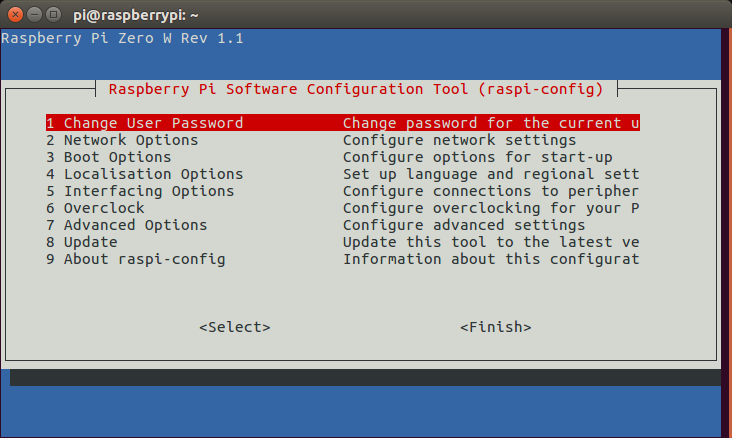 pi@raspberrypi: ~
Raspberry Pi Zero W Rev 1.1
Raspberry Pi Software Configuration Tool (raspi-config)
1 Change User Password Change password for the current u
2 Network Options Configure network settings
3 Boot Options Configure options for start-up
4 Localisation Options Set up language and regional sett
5 Interfacing Options Configure connections to peripher
6 Overclock Configure overclocking for your P
7 Advanced Options Configure advanced settings
8 Update Update this tool to the latest ve
9 About raspi-config Information about this configurat
<Select> <Finish>